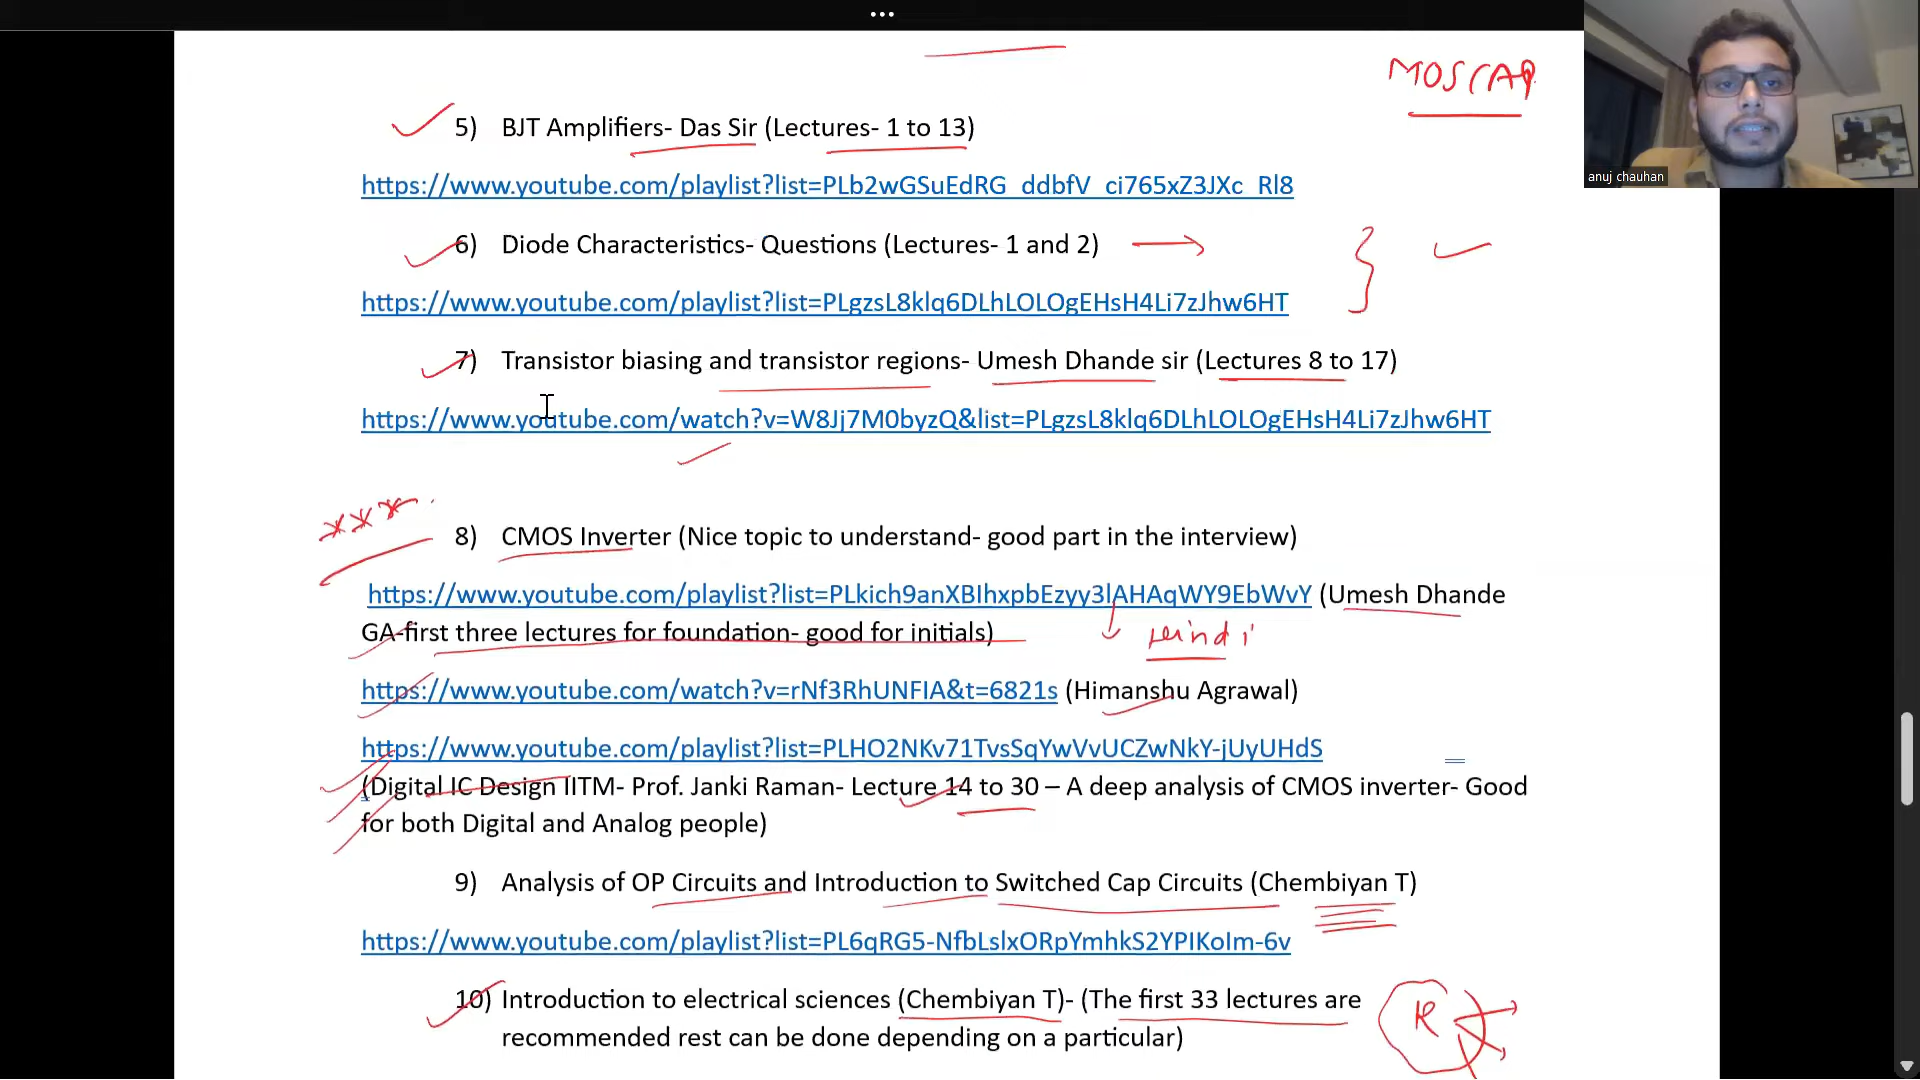 MOSCAP
anuj chauhan
5) BJT Amplifiers- Das Sir (Lectures- 1 to 13)
https://www.youtube.com/playlist?list=PLb2wGSuEdRG_ddbfV_ci765xZ3JXc_Rl8
6) Diode Characteristics- Questions (Lectures- 1 and 2)
https://www.youtube.com/playlist?list=PLgzsL8klq6DLhLOLOgEHsH4Li7zJhw6HT
7) Transistor biasing and transistor regions- Umesh Dhande sir (Lectures 8 to 17)
https://www.youtube.com/watch?v=W8Jj7M0byzQ&list=PLgzsL8klq6DLhLOLOgEHsH4Li7zJhw6HT
8) CMOS Inverter (Nice topic to understand- good part in the interview)
https://www.youtube.com/playlist?list=PLkich9anXBIhxpbEzyy3lAHAqWY9EbWvY (Umesh Dhande
GA-first three lectures for foundation- good for initials)
Hindi
https://www.youtube.com/watch?v=rNf3RhUNFIA&t=6821s (Himanshu Agrawal)
https://www.youtube.com/playlist?list=PLHO2NKv71TvsSqYwVvUCZwNkY-jUyUHdS
(Digital IC Design IITM- Prof. Janki Raman- Lecture 14 to 30 – A deep analysis of CMOS inverter- Good
for both Digital and Analog people)
9) Analysis of OP Circuits and Introduction to Switched Cap Circuits (Chembiyan T)
https://www.youtube.com/playlist?list=PL6qRG5-NfbLslxORpYmhkS2YPIKoIm-6v
10) Introduction to electrical sciences (Chembiyan T)- (The first 33 lectures are
recommended rest can be done depending on a particular)